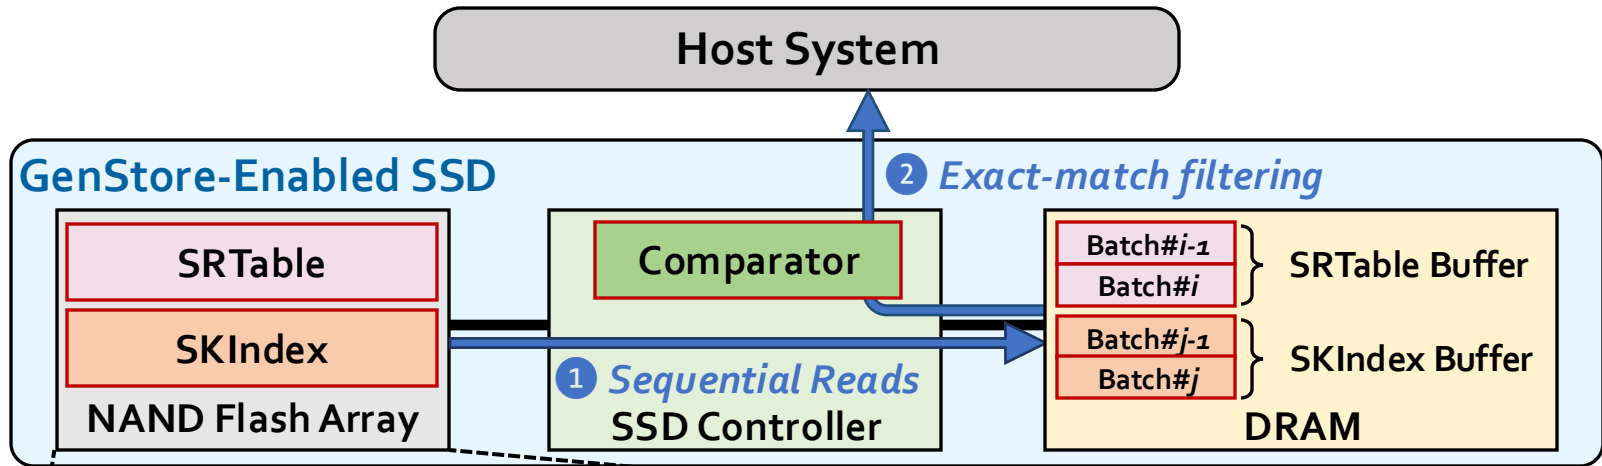 Host System
GenStore-Enabled SSD
2 Exact-match filtering
SRTable
SKIndex
NAND Flash Array
Comparator
1 Sequential Reads
SSD Controller
Batch#i-1
Batch#i
SRTable Buffer
Batch#j-1
Batch#j
SKIndex Buffer
DRAM